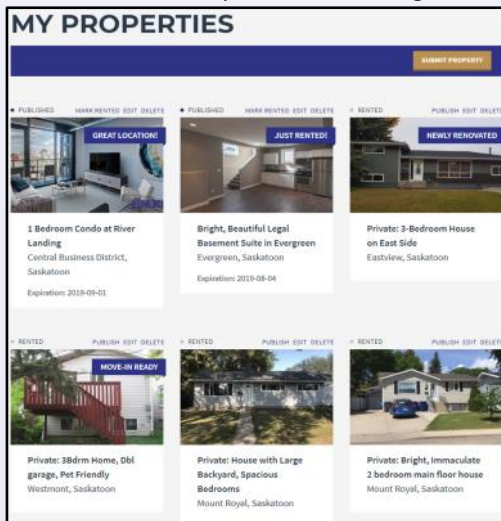 MY PROPERTIES
SUBMIT PROPERTY
PUBLISHED MARK RENTED EDIT DELETE
GREAT LOCATION!
1 Bedroom Condo at River
Landing
Central Business District,
Saskatoon
Expiration: 2019-09-01
PUBLISHED MARK RENTED EDIT DELETE
JUST RENTED!
Bright, Beautiful Legal
Basement Suite in Evergreen
Evergreen, Saskatoon
Expiration: 2019-08-04
RENTED PUBLISH EDIT DELETE
NEWLY RENOVATED
Private: 3-Bedroom House
on East Side
Eastview, Saskatoon
RENTED PUBLISH EDIT DELETE
MOVE-IN READY
Private: 3Bdrm Home, Dbl
garage, Pet Friendly
Westmont, Saskatoon
RENTED PUBLISH EDIT DELETE
Private: House with Large
Backyard, Spacious
Bedrooms
Mount Royal, Saskatoon
RENTED PUBLISH EDIT DELETE
Private: Bright, Immaculate
2 bedroom main floor house
Mount Royal, Saskatoon